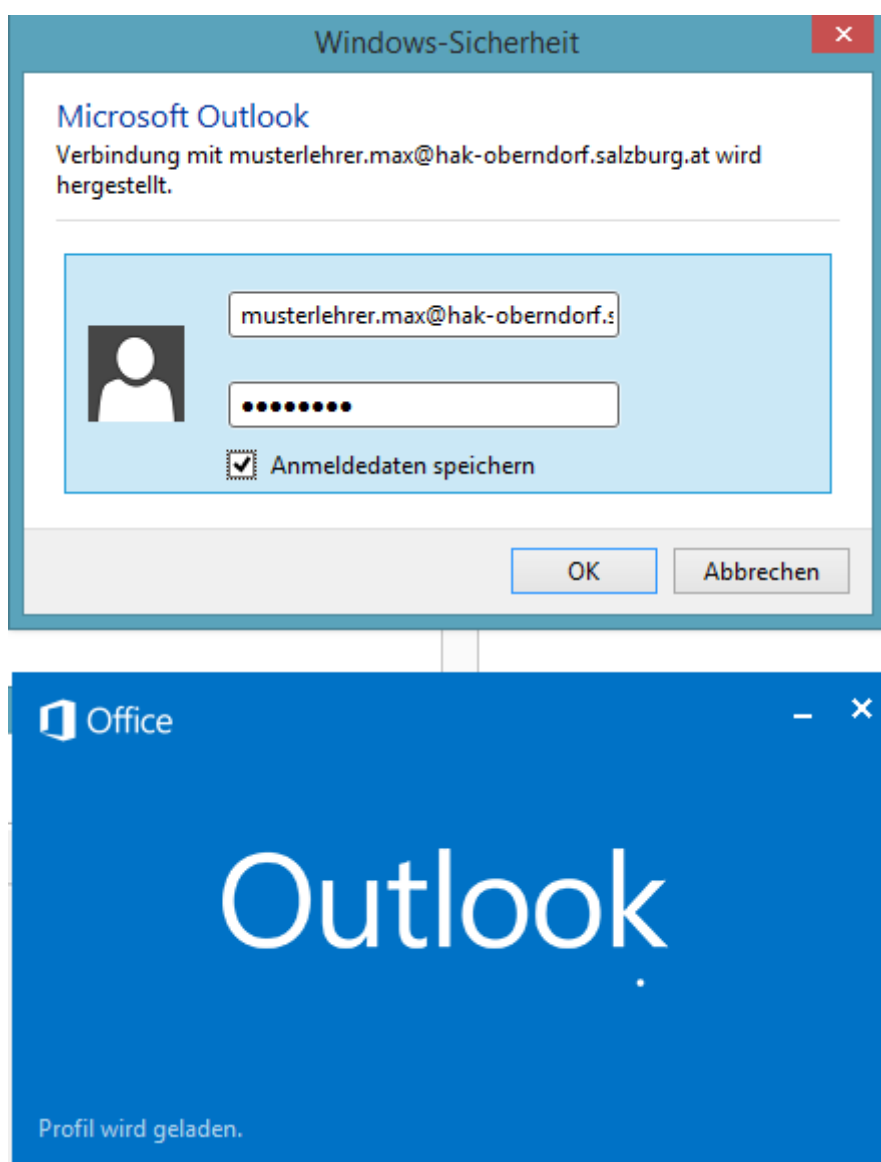 Windows-Sicherheit
Microsoft Outlook
Verbindung mit musterlehrer.max@hak-oberndorf.salzburg.at wird
hergestellt.
musterlehrer.max@hak-oberndorf.s
●●●●●●●●
Anmeldedaten speichern
OK Abbrechen
Office
Outlook
Profil wird geladen.